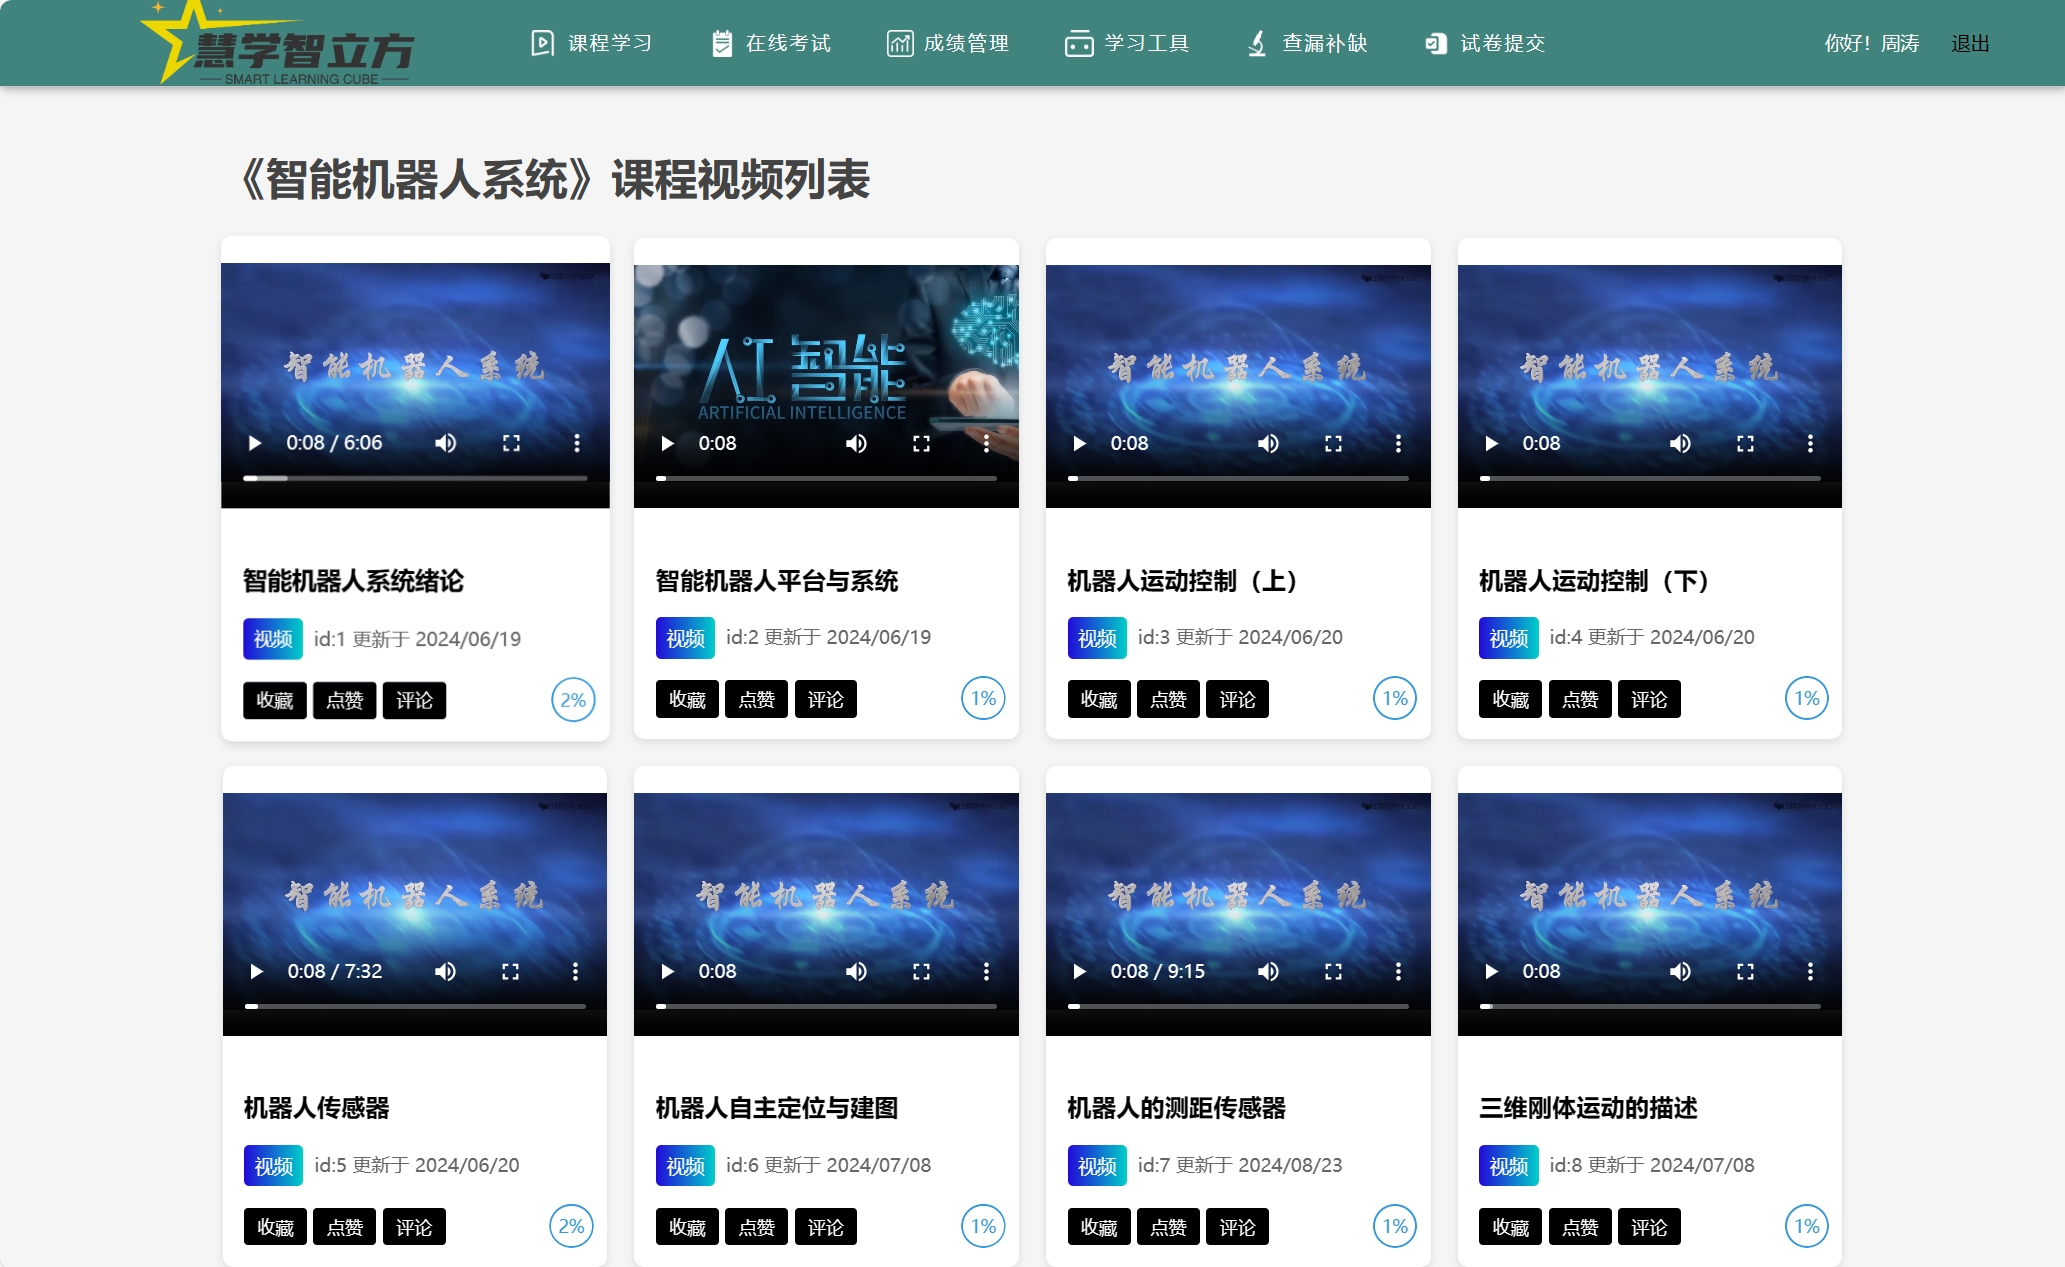 慧学智立方
SMART LEARNING CUBE
课程学习 在线考试 成绩管理 学习工具 查漏补缺 试卷提交 你好！周涛 退出
《智能机器人系统》课程视频列表
智能机器人系统 AI智能 智能机器人系统 智能机器人系统
ARTIFICIAL INTELLIGENCE
0:08 / 6:06 0:08 0:08 0:08
智能机器人系统绪论 智能机器人平台与系统 机器人运动控制（上） 机器人运动控制（下）
视频 id:1 更新于 2024/06/19 视频 id:2 更新于 2024/06/19 视频 id:3 更新于 2024/06/20 视频 id:4 更新于 2024/06/20
收藏 点赞 评论 2% 收藏 点赞 评论 1% 收藏 点赞 评论 1% 收藏 点赞 评论 1%
智能机器人系统 智能机器人系统 智能机器人系统 智能机器人系统
0:08 / 7:32 0:08 0:08 / 9:15 0:08
机器人传感器 机器人自主定位与建图 机器人的测距传感器 三维刚体运动的描述
视频 id:5 更新于 2024/06/20 视频 id:6 更新于 2024/07/08 视频 id:7 更新于 2024/08/23 视频 id:8 更新于 2024/07/08
收藏 点赞 评论 2% 收藏 点赞 评论 1% 收藏 点赞 评论 1% 收藏 点赞 评论 1%